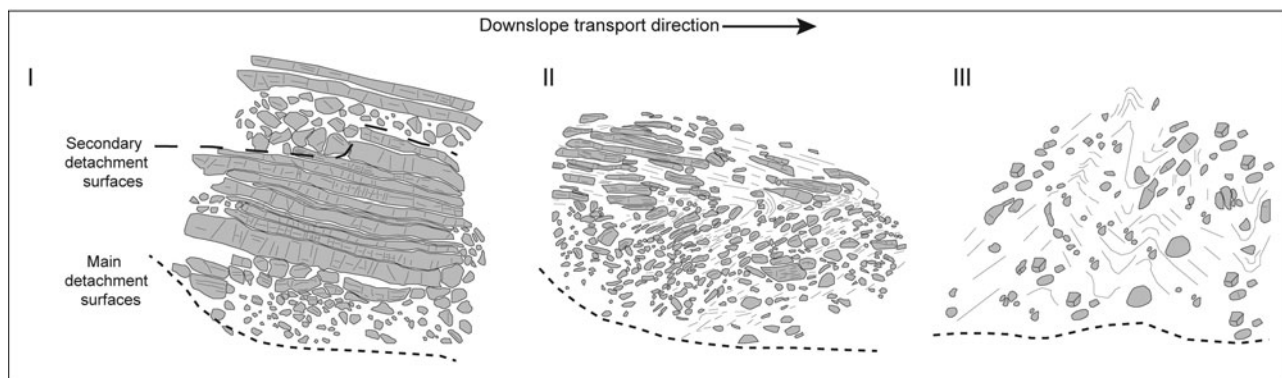 Downslope transport direction
I
II
III
Secondary
detachment
surfaces
Main
detachment
surfaces